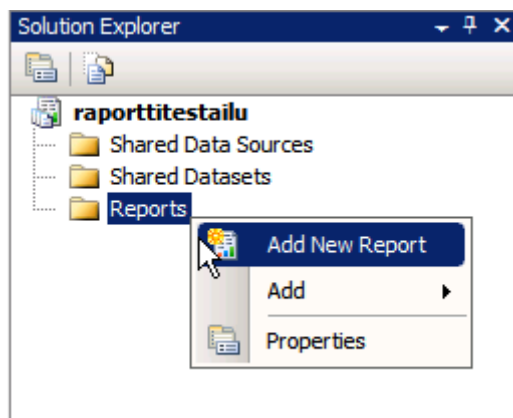 Solution Explorer
raporttitestailu
Shared Data Sources
Shared Datasets
Reports
Add New Report
Add
Properties